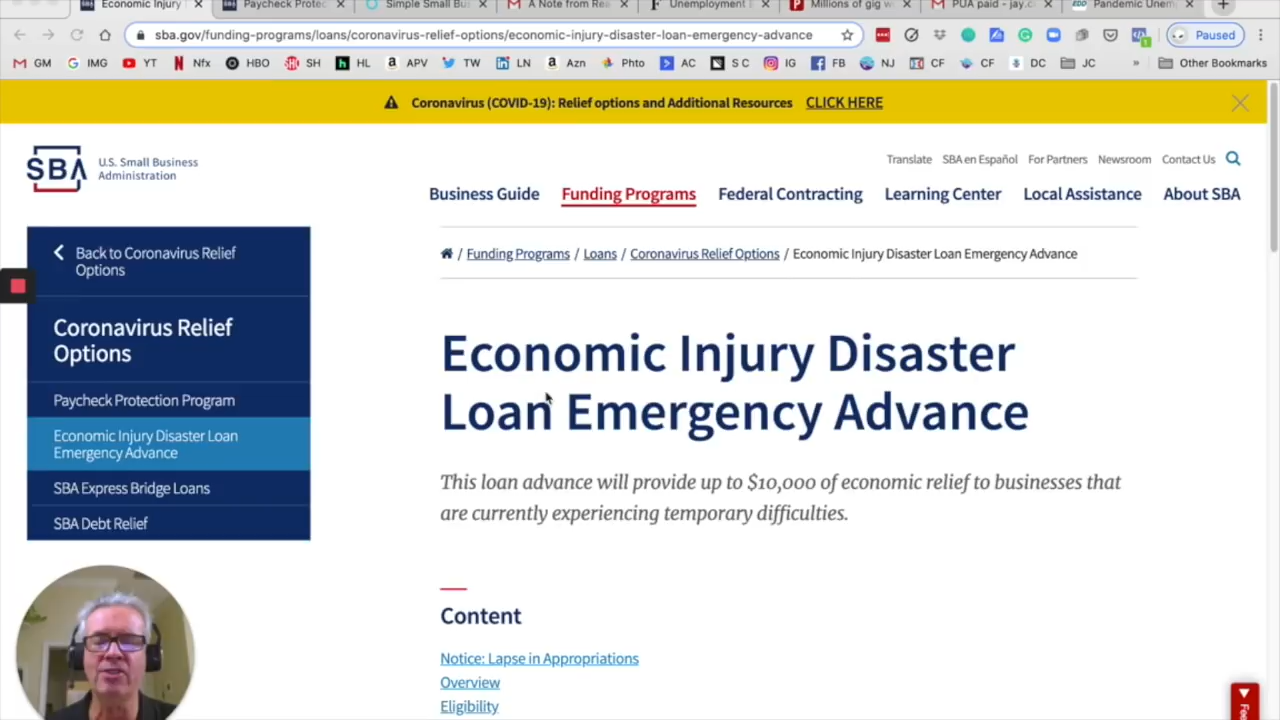 Economic Injury
Paycheck Protec
Simple Small Bus
A Note from Rea
Unemployment
Millions of gig w
PUA paid - jay.c
Pandemic Unem
sba.gov/funding-programs/loans/coronavirus-relief-options/economic-injury-disaster-loan-emergency-advance
Paused
GM IMG YT Nfx HBO SH HL APV TW LN Azn Phto AC S C IG FB NJ CF CF DC JC » Other Bookmarks
Coronavirus (COVID-19): Relief options and Additional Resources CLICK HERE
SBA
U.S. Small Business
Administration
Translate SBA en Español For Partners Newsroom Contact Us
Business Guide Funding Programs Federal Contracting Learning Center Local Assistance About SBA
Back to Coronavirus Relief
Options
Coronavirus Relief
Options
Paycheck Protection Program
Economic Injury Disaster Loan
Emergency Advance
SBA Express Bridge Loans
SBA Debt Relief
/ Funding Programs / Loans / Coronavirus Relief Options / Economic Injury Disaster Loan Emergency Advance
Economic Injury Disaster
Loan Emergency Advance
This loan advance will provide up to $10,000 of economic relief to businesses that
are currently experiencing temporary difficulties.
Content
Notice: Lapse in Appropriations
Overview
Eligibility